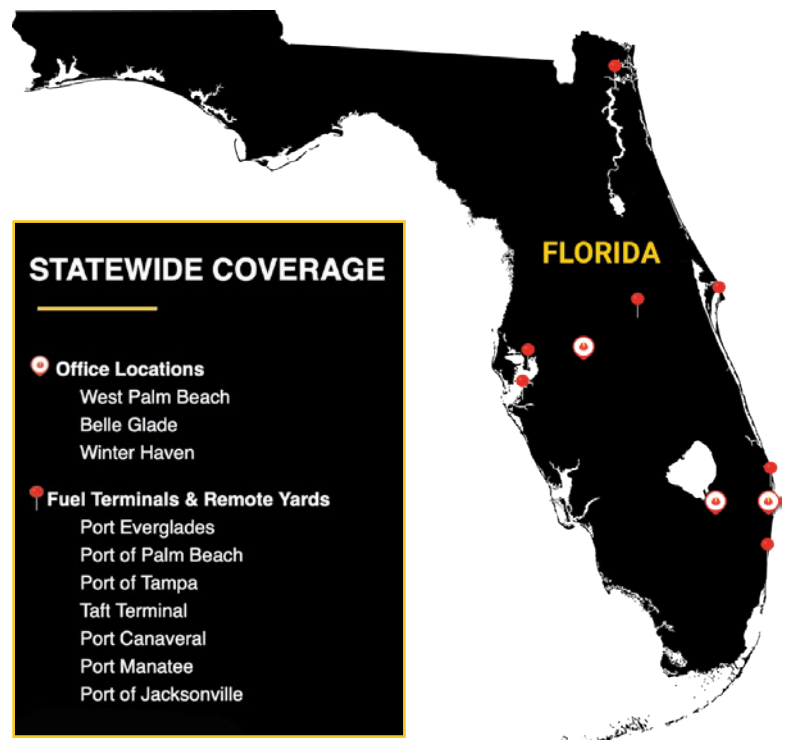 FLORIDA
STATEWIDE COVERAGE
Office Locations
West Palm Beach
Belle Glade
Winter Haven
Fuel Terminals & Remote Yards
Port Everglades
Port of Palm Beach
Port of Tampa
Taft Terminal
Port Canaveral
Port Manatee
Port of Jacksonville